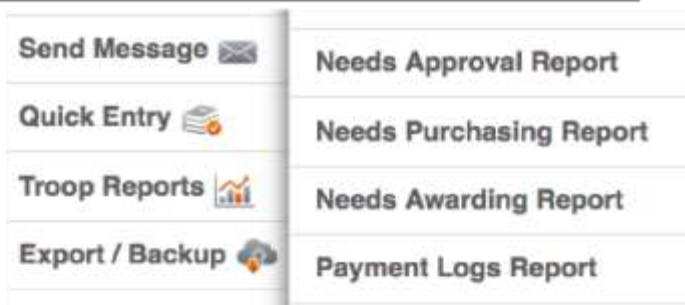 Send Message
Quick Entry
Troop Reports
Export / Backup
Needs Approval Report
Needs Purchasing Report
Needs Awarding Report
Payment Logs Report